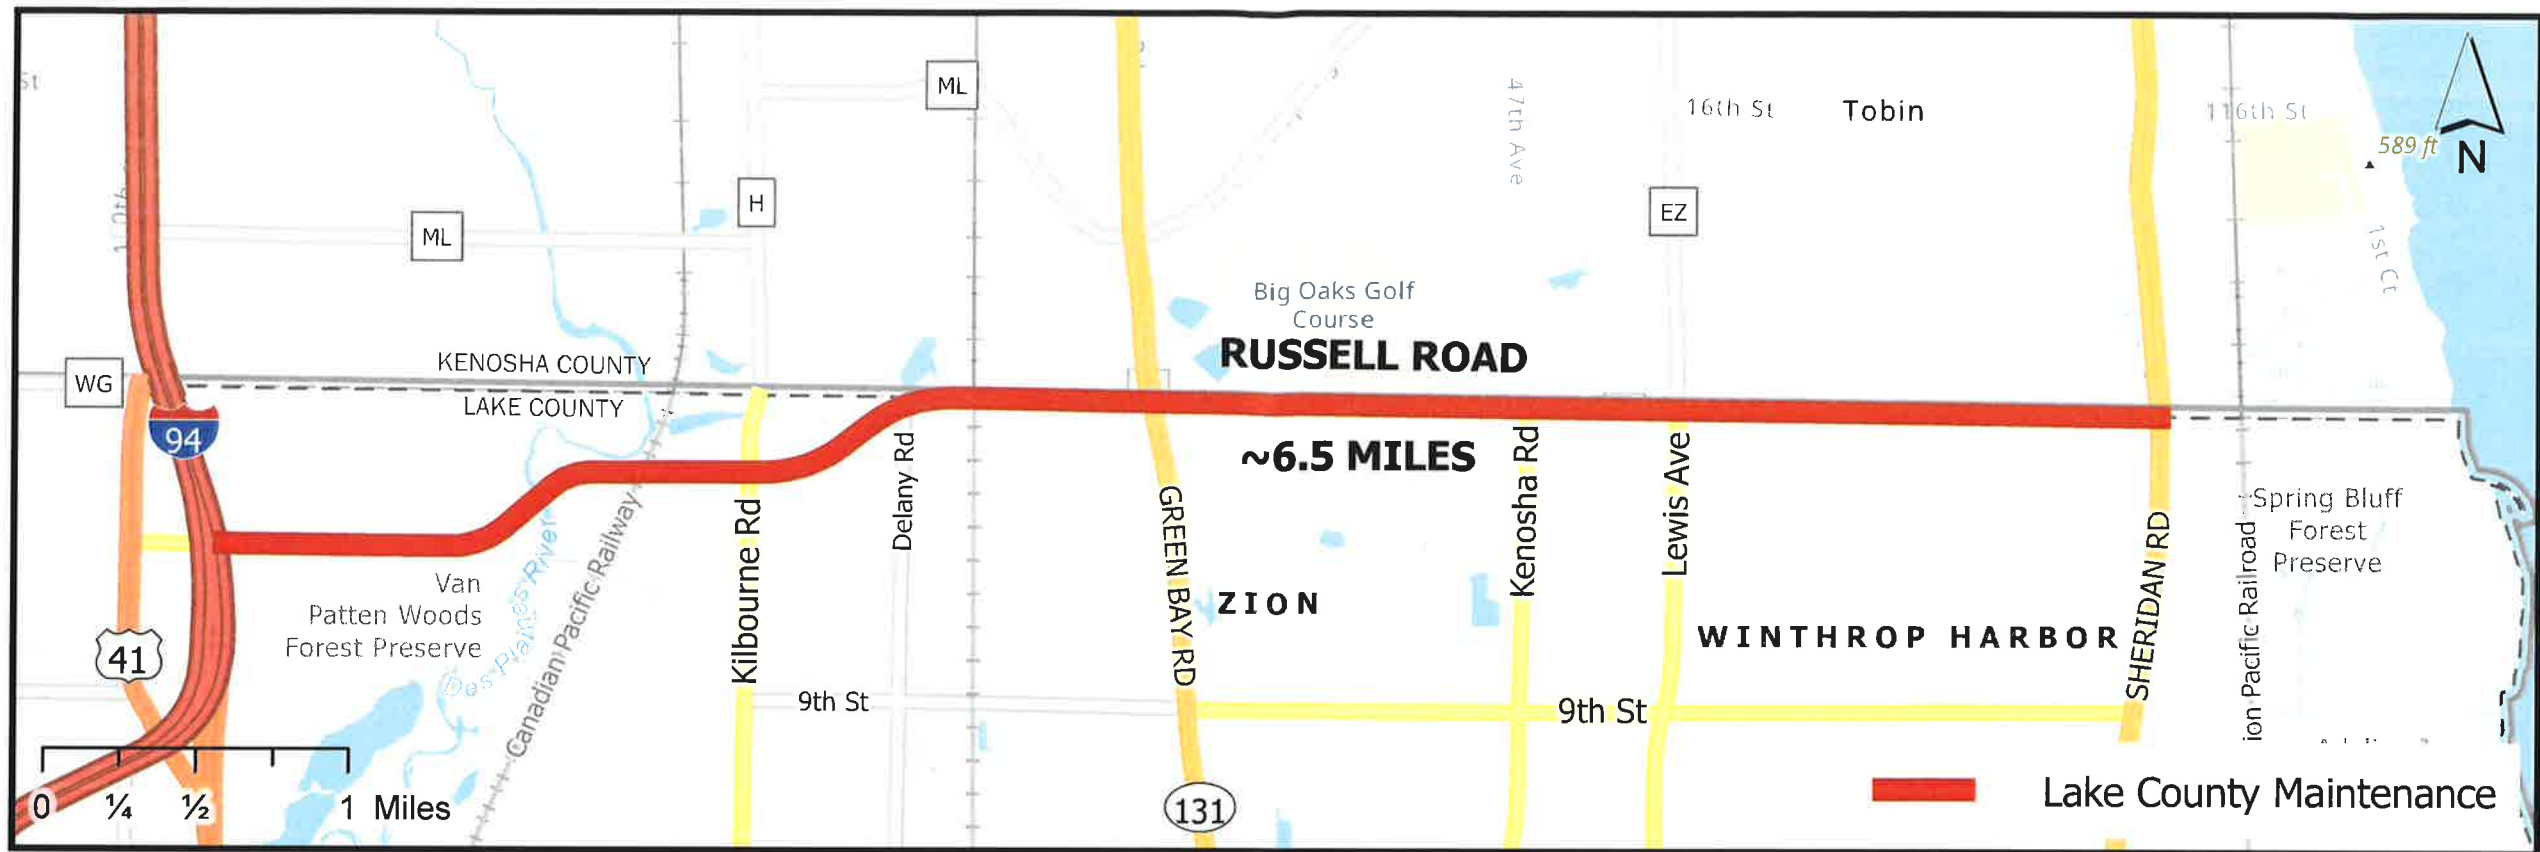 St
ML
47th Ave
16th St
Tobin
116th St
N
589 ft
H
EZ
ML
1st Ct
Big Oaks Golf
Course
RUSSELL ROAD
KENOSHA COUNTY
WG
LAKE COUNTY
94
~6.5 MILES
Kenosha Rd
Lewis Ave
Delany Rd
Kilbourne Rd
GREEN BAY RD
SHERIDAN RD
Spring Bluff
Forest
Preserve
ion Pacific Railroad
Van
Patten Woods
Forest Preserve
Des Plaines River
Canadian Pacific Railway
ZION
WINTHROP HARBOR
41
9th St
9th St
0 ¼ ½ 1 Miles
131
Lake County Maintenance